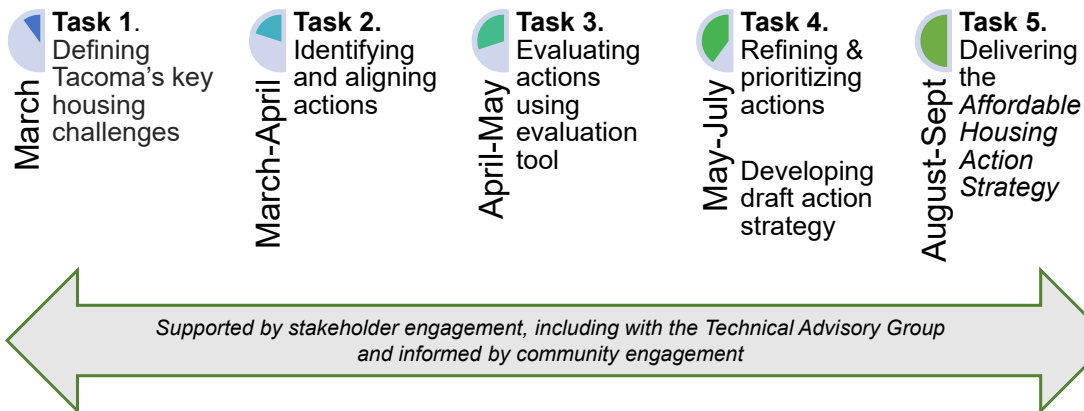 Task 1.
Defining
Tacoma's key
housing
challenges
March
Task 2.
Identifying
and aligning
actions
March-April
Task 3.
Evaluating
actions
using
evaluation
tool
April-May
Task 4.
Refining &
prioritizing
actions
Developing
draft action
strategy
May-July
Task 5.
Delivering
the Affordable
Housing
Action
Strategy
August-Sept
Supported by stakeholder engagement, including with the Technical Advisory Group
and informed by community engagement